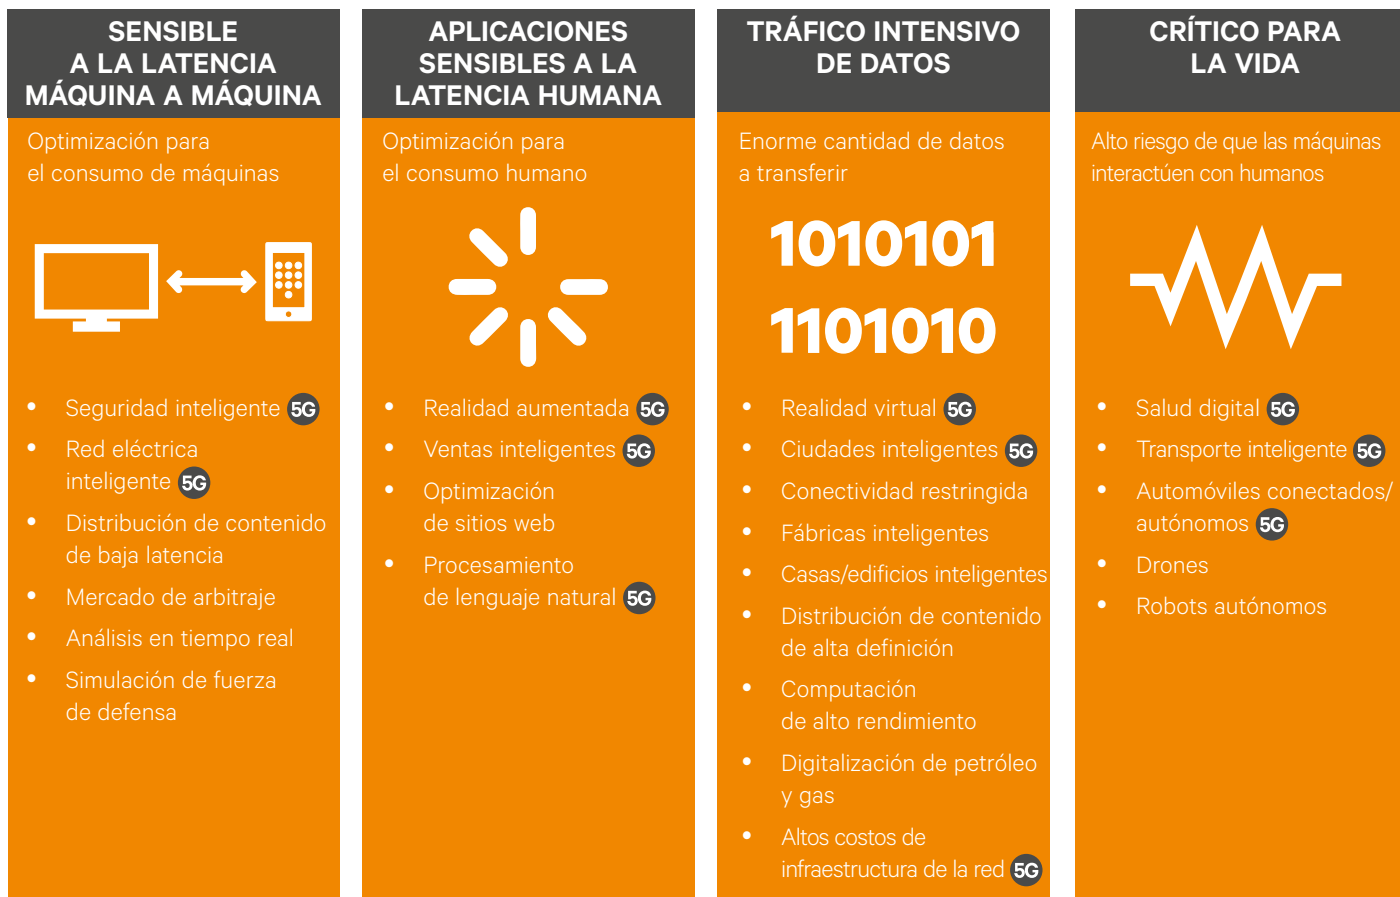 SENSIBLE
A LA LATENCIA
MÁQUINA A MÁQUINA
Optimización para
el consumo de máquinas
• Seguridad inteligente 5G
• Red eléctrica
inteligente 5G
• Distribución de contenido
de baja latencia
• Mercado de arbitraje
• Análisis en tiempo real
• Simulación de fuerza
de defensa
APLICACIONES
SENSIBLES A LA
LATENCIA HUMANA
Optimización para
el consumo humano
• Realidad aumentada 5G
• Ventas inteligentes 5G
• Optimización
de sitios web
• Procesamiento
de lenguaje natural 5G
TRÁFICO INTENSIVO
DE DATOS
Enorme cantidad de datos
a transferir
1010101
1101010
• Realidad virtual 5G
• Ciudades inteligentes 5G
• Conectividad restringida
• Fábricas inteligentes
• Casas/edificios inteligentes
• Distribución de contenido
de alta definición
• Computación
de alto rendimiento
• Digitalización de petróleo
y gas
• Altos costos de
infraestructura de la red 5G
CRÍTICO PARA
LA VIDA
Alto riesgo de que las máquinas
interactúen con humanos
• Salud digital 5G
• Transporte inteligente 5G
• Automóviles conectados/
autónomos 5G
• Drones
• Robots autónomos